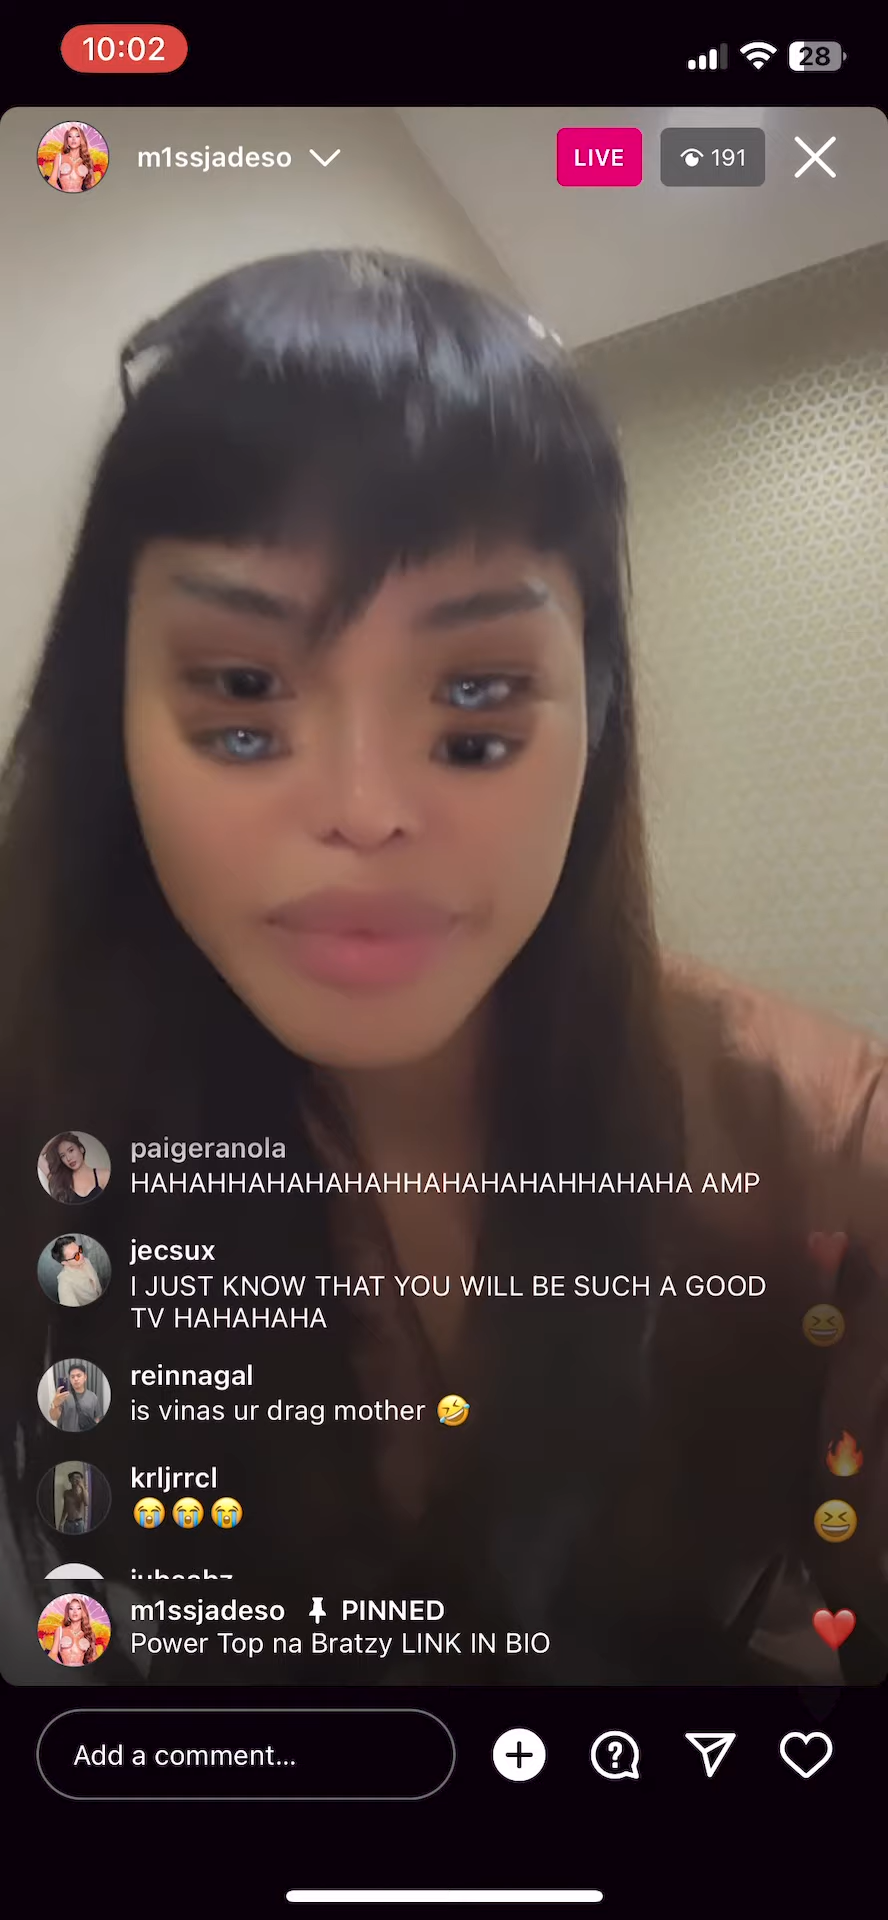 10:02
28
m1ssjadeso
LIVE
191
paigeranola
HAHAHHAHAHAHAHHAHAHAHAHHAHAHA AMP
jecsux
I JUST KNOW THAT YOU WILL BE SUCH A GOOD
TV HAHAHAHA
reinnagal
is vinas ur drag mother 🤣
krljrrcl
😭😭😭
m1ssjadeso PINNED
Power Top na Bratzy LINK IN BIO
Add a comment...